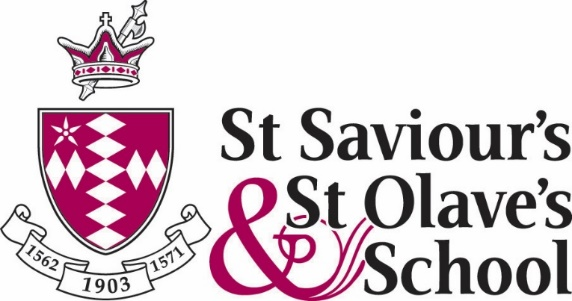 St Saviour's
& St Olave's
School
1562 1903 1571